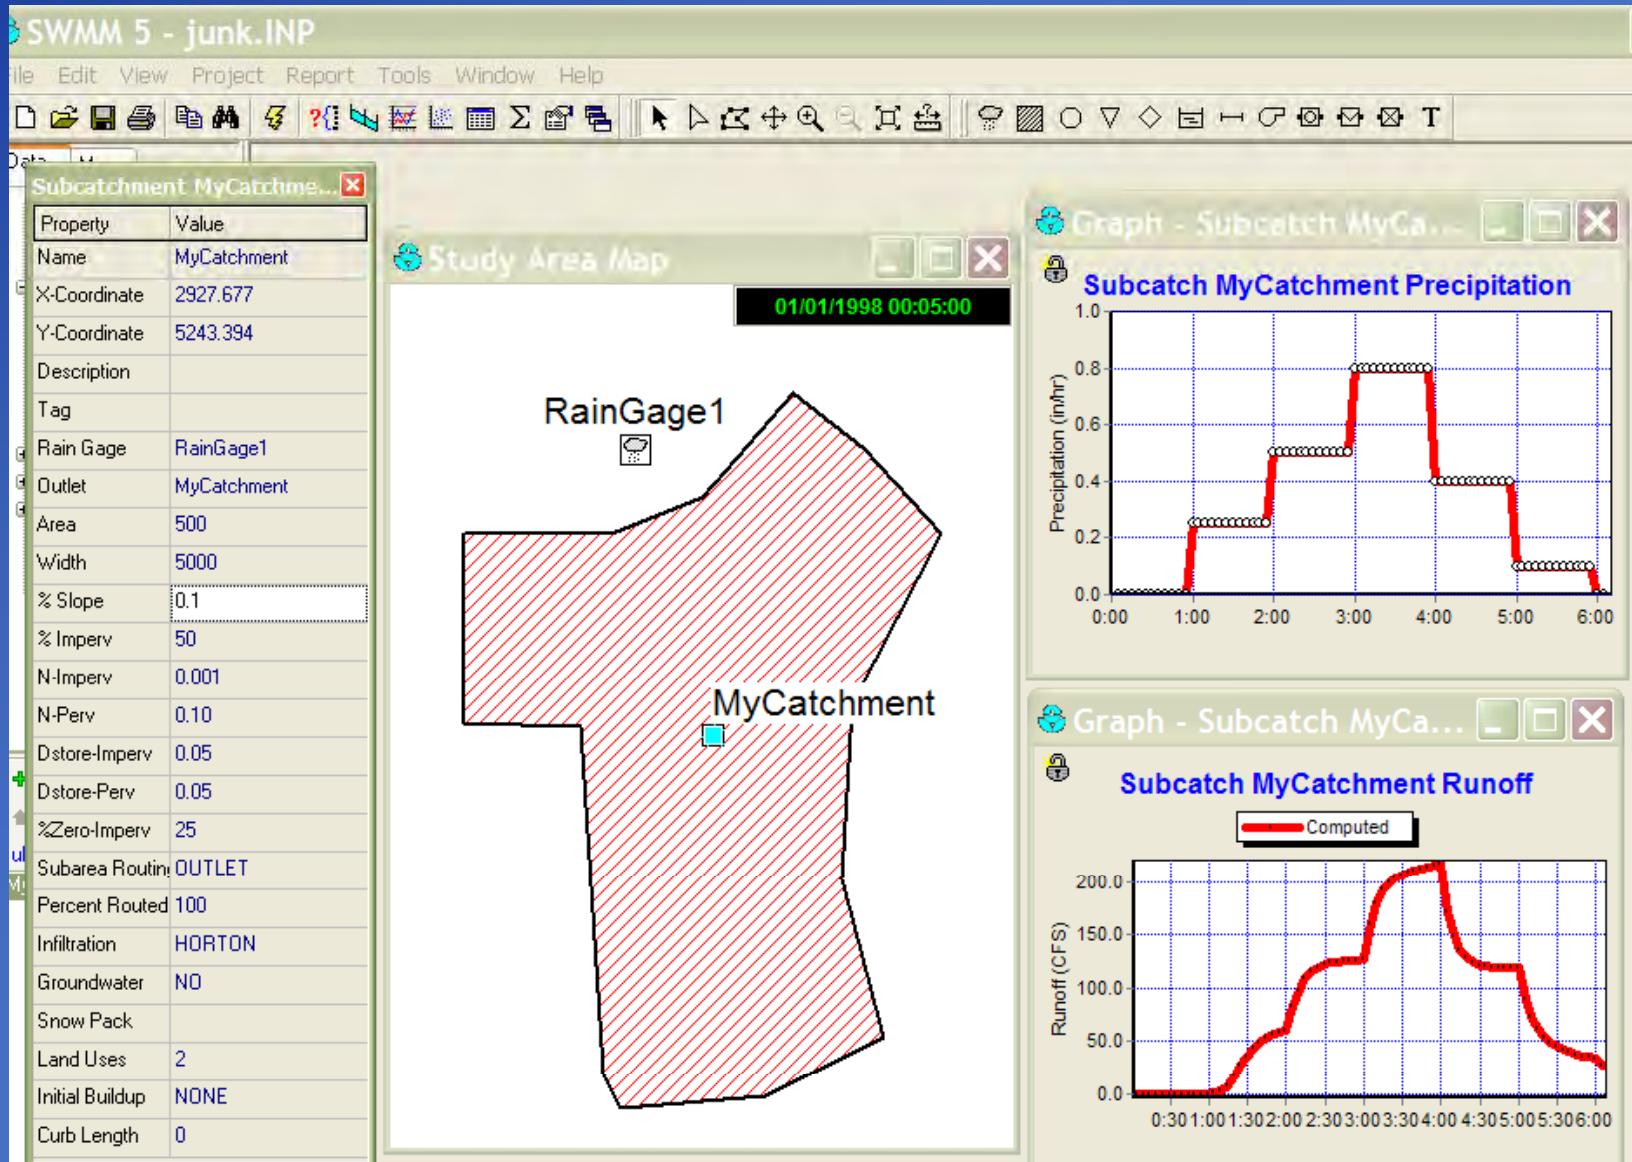 SWMM 5 - junk.INP
File Edit View Project Report Tools Window Help
T
Data
Subcatchment MyCatchme...
Property Value
Name MyCatchment
X-Coordinate 2927.677
Y-Coordinate 5243.394
Description
Tag
Rain Gage RainGage1
Outlet MyCatchment
Area 500
Width 5000
% Slope 0.1
% Imperv 50
N-Imperv 0.001
N-Perv 0.10
Dstore-Imperv 0.05
Dstore-Perv 0.05
%Zero-Imperv 25
Subarea Routin OUTLET
Percent Routed 100
Infiltration HORTON
Groundwater NO
Snow Pack
Land Uses 2
Initial Buildup NONE
Curb Length 0
Study Area Map
01/01/1998 00:05:00
RainGage1
MyCatchment
Graph - Subcatch MyCa...
Subcatch MyCatchment Precipitation
Precipitation (in/hr)
1.0
0.8
0.6
0.4
0.2
0.0
0:00 1:00 2:00 3:00 4:00 5:00 6:00
Graph - Subcatch MyCa...
Subcatch MyCatchment Runoff
Computed
Runoff (CFS)
200.0
150.0
100.0
50.0
0.0
0:30 1:00 1:30 2:00 2:30 3:00 3:30 4:00 4:30 5:00 5:30 6:00